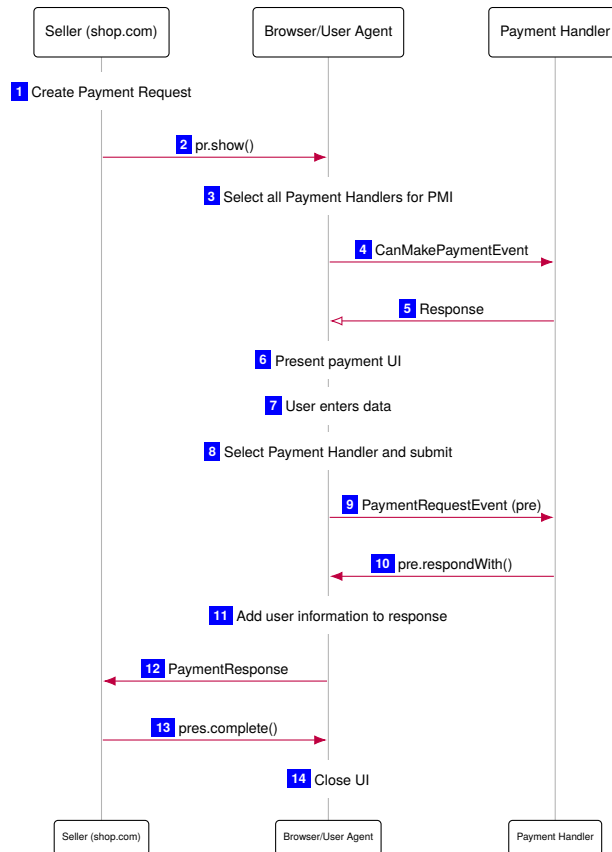 Seller (shop.com) Browser/User Agent Payment Handler
1 Create Payment Request
2 pr.show()
3 Select all Payment Handlers for PMI
4 CanMakePaymentEvent
5 Response
6 Present payment UI
7 User enters data
8 Select Payment Handler and submit
9 PaymentRequestEvent (pre)
10 pre.respondWith()
11 Add user information to response
12 PaymentResponse
13 pres.complete()
14 Close UI
Seller (shop.com) Browser/User Agent Payment Handler